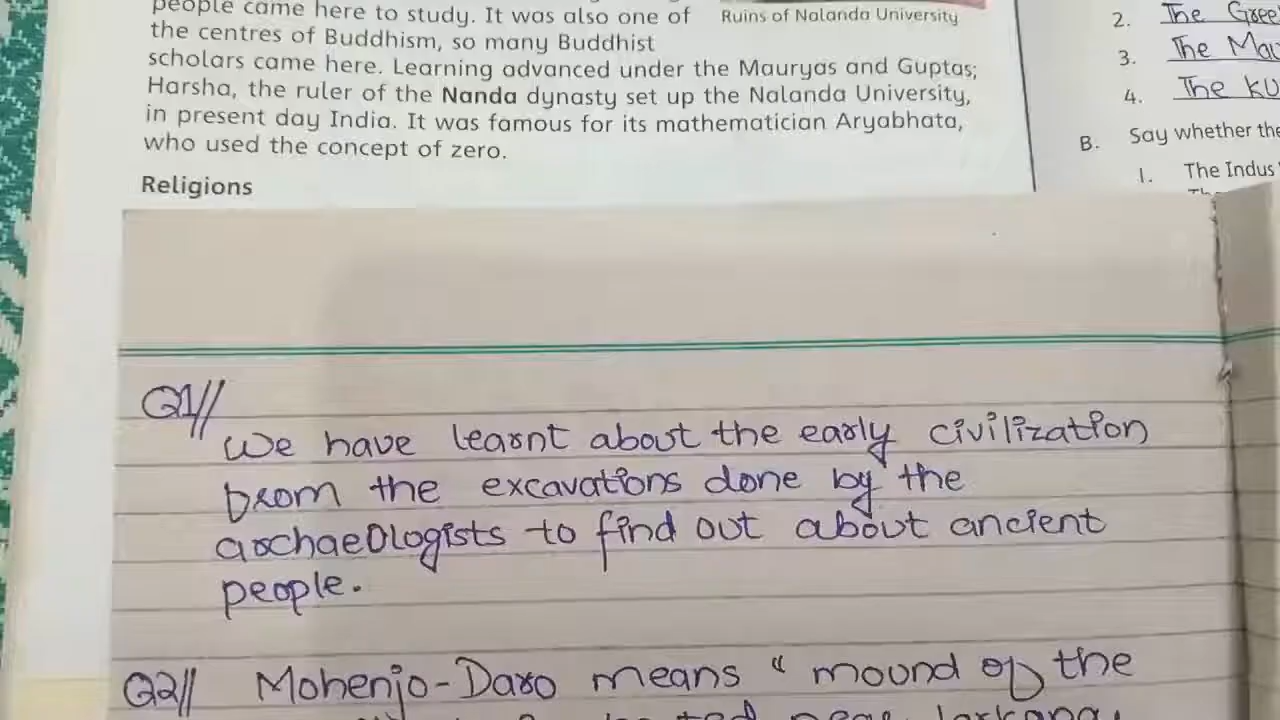 people came here to study. It was also one of
the centres of Buddhism, so many Buddhist
scholars came here. Learning advanced under the Mauryas and Guptas;
Harsha, the ruler of the Nanda dynasty set up the Nalanda University,
in present day India. It was famous for its mathematician Aryabhata,
who used the concept of zero.
Ruins of Nalanda University
Religions
2. The
3. The
4. The
B. Say whether the
1. The Indus
Q1//
We have learnt about the early civilization
from the excavations done by the
archaeologists to find out about ancient
people.
Q2// Mohenjo-Daro means " mound of the
near larkana,